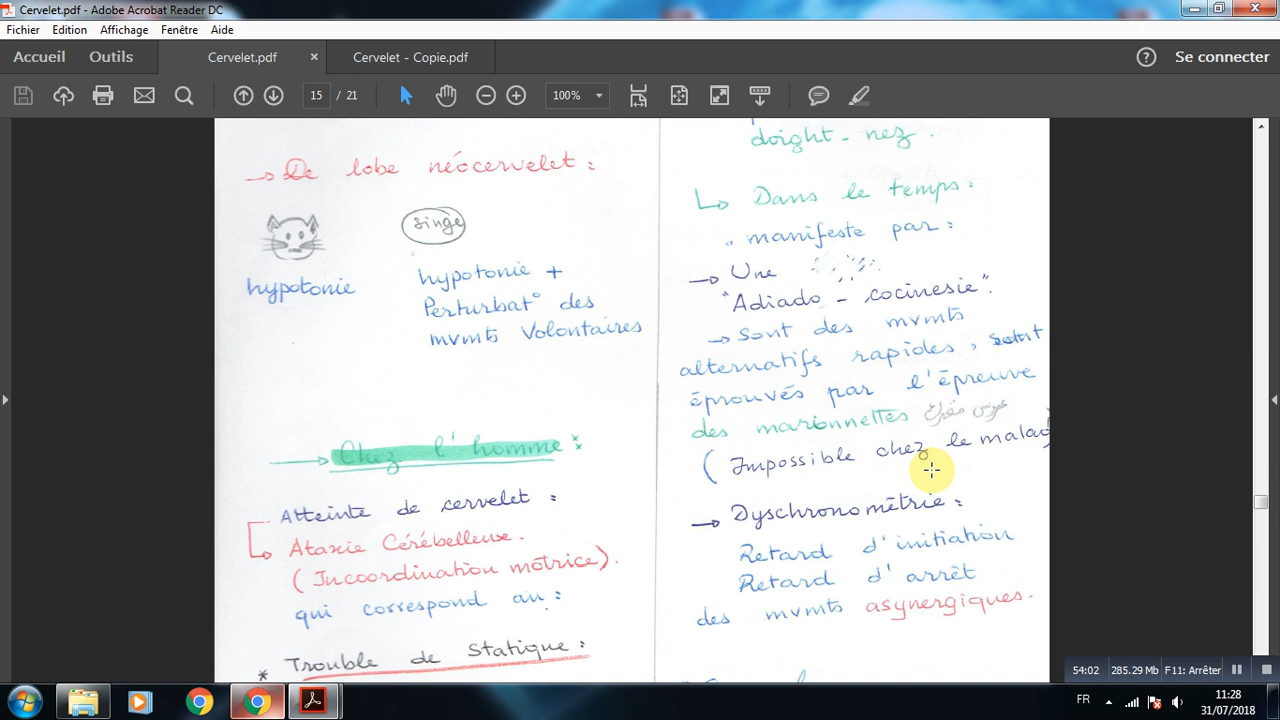 Cervelet.pdf - Adobe Acrobat Reader DC
Fichier Edition Affichage Fenêtre Aide
Accueil Outils Cervelet.pdf × Cervelet - Copie.pdf ? Se connecter
15 / 21 100%
→ De lobe néocervelet :
Singe
hypotonie
hypotonie +
Perturbat° des
mvmts Volontaires
→ Chez l'homme
Atteinte de cervelet :
Ataxie Cérébelleuse.
(Incoordination motrice).
qui correspond au :
* Trouble de Statique :
doight - nez.
↳ Dans le temps :
. manifeste par :
→ Une
"Adiado - cocinesie".
→ Sont des mvmts
alternatifs rapides, sont
éprouvés par l'épreuve
des marionnettes
( Impossible chez le malad
→ Dyschronométrie :
Retard d'initiation
Retard d'arrêt
des mvmts asynergiques.
54:02 285.29 Mb F11: Arrêter
FR 11:28
31/07/2018